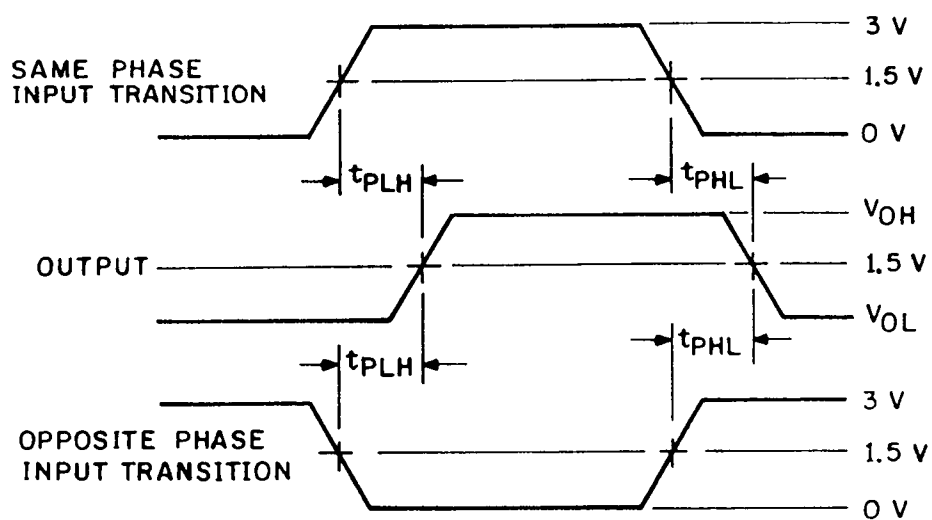 3 V
SAME PHASE
INPUT TRANSITION
1.5 V
0 V
tPLH
tPHL
VOH
OUTPUT
1.5 V
VOL
tPLH
tPHL
3 V
OPPOSITE PHASE
INPUT TRANSITION
1.5 V
0 V